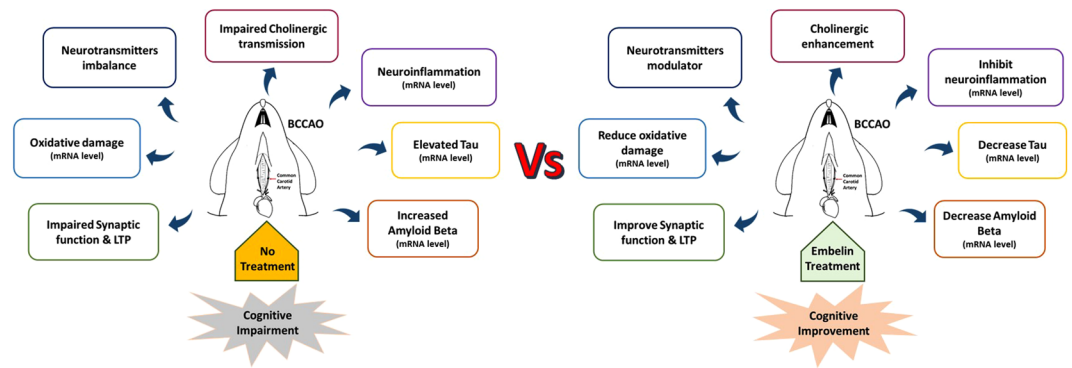 Impaired Cholinergic
transmission
Neurotransmitters
imbalance
Neuroinflammation
(mRNA level)
BCCAO
Oxidative damage
(mRNA level)
Elevated Tau
(mRNA level)
Common
Carotid
Artery
Impaired Synaptic
function & LTP
Increased
Amyloid Beta
(mRNA level)
No
Treatment
Cognitive
Impairment
Vs
Cholinergic
enhancement
Neurotransmitters
modulator
Inhibit
neuroinflammation
(mRNA level)
BCCAO
Reduce oxidative
damage
(mRNA level)
Decrease Tau
(mRNA level)
Common
Carotid
Artery
Improve Synaptic
function & LTP
Decrease Amyloid
Beta
(mRNA level)
Embelin
Treatment
Cognitive
Improvement